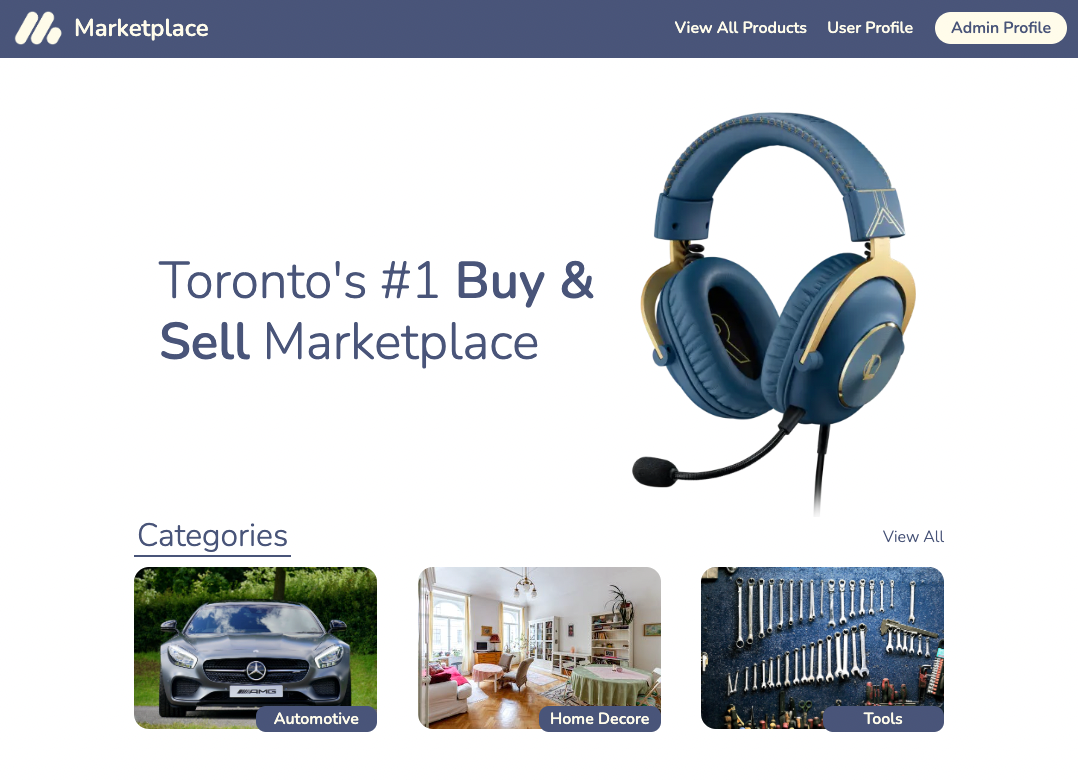 Marketplace
View All Products
User Profile
Admin Profile
Toronto's #1 Buy &
Sell Marketplace
Categories
View All
AMG
Automotive
Home Decore
Tools